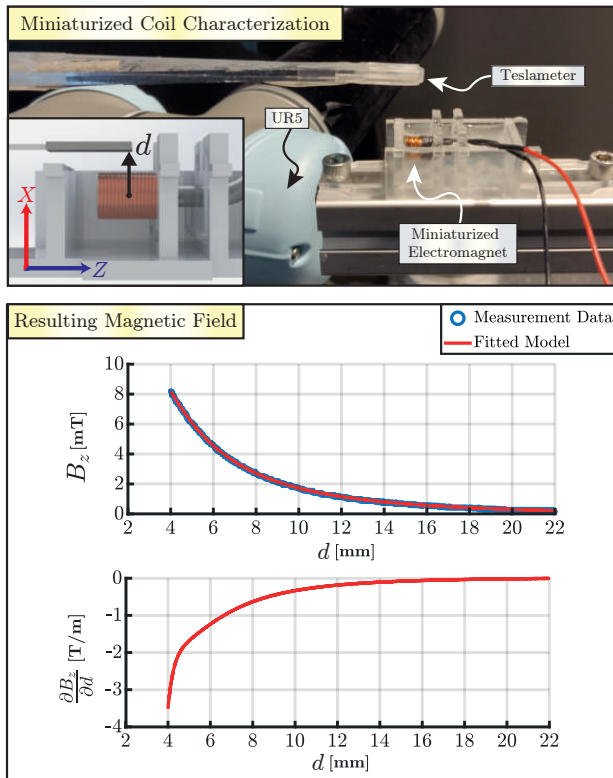 Miniaturized Coil Characterization
Teslameter
UR5
d
X
Z
Miniaturized
Electromagnet
Resulting Magnetic Field
Measurement Data
Fitted Model
10
8
6
4
2
0
B_z [mT]
2 4 6 8 10 12 14 16 18 20 22
d [mm]
0
-1
-2
-3
-4
∂B_z/∂d [T/m]
2 4 6 8 10 12 14 16 18 20 22
d [mm]